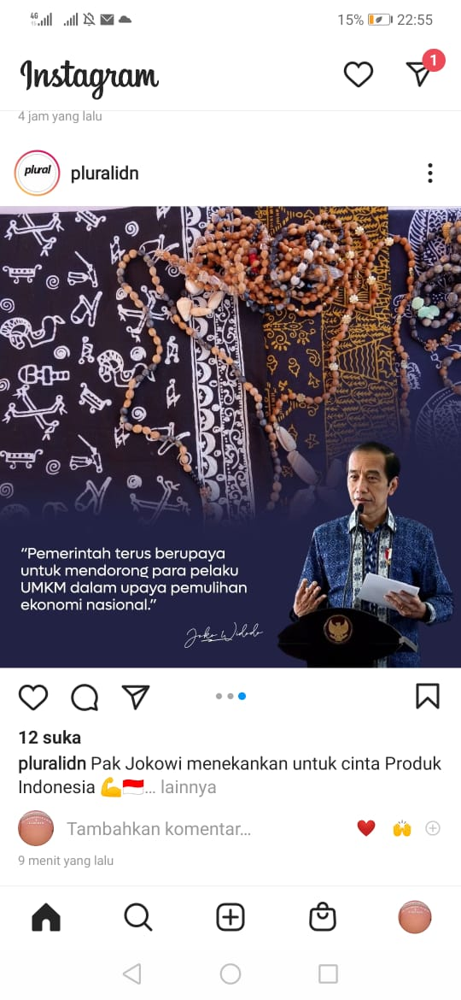 4G
15%
22:55
Instagram
1
4 jam yang lalu
plural
pluralidn
“Pemerintah terus berupaya
untuk mendorong para pelaku
UMKM dalam upaya pemulihan
ekonomi nasional.”
Joko Widodo
12 suka
pluralidn Pak Jokowi menekankan untuk cinta Produk
Indonesia 💪🇮🇩... lainnya
Tambahkan komentar...
9 menit yang lalu